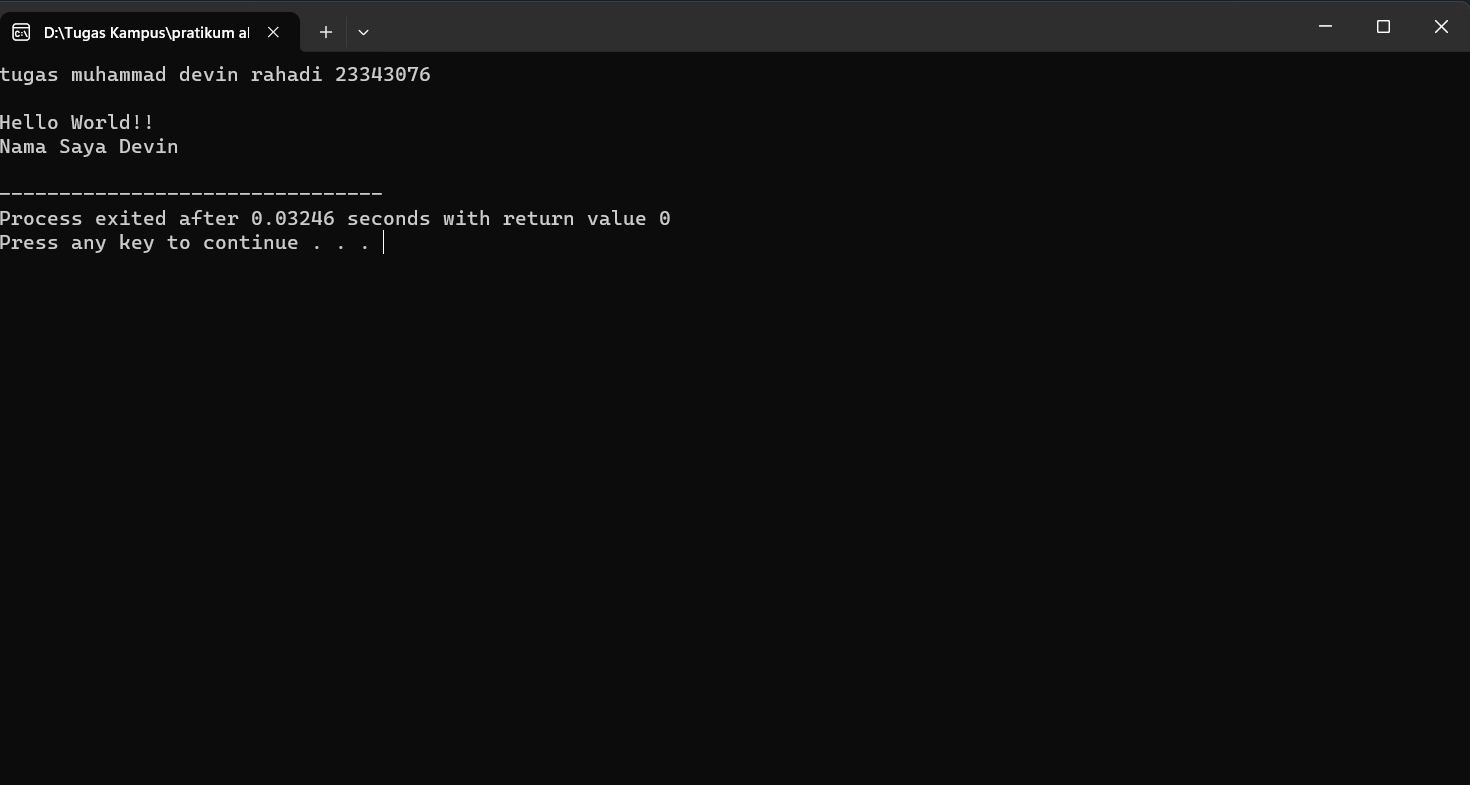 D:\Tugas Kampus\pratikum al
tugas muhammad devin rahadi 23343076
Hello World!!
Nama Saya Devin
--------------------------------
Process exited after 0.03246 seconds with return value 0
Press any key to continue . . .